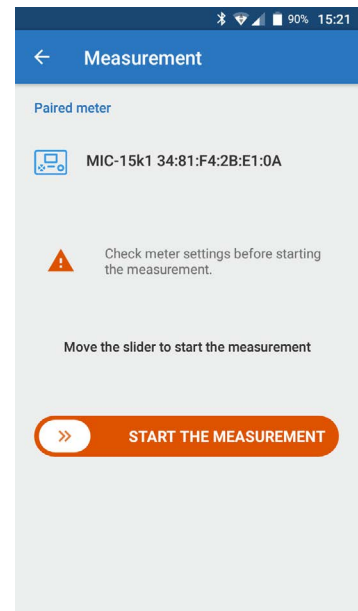 90% 15:21
Measurement
Paired meter
MIC-15k1 34:81:F4:2B:E1:0A
Check meter settings before starting
the measurement.
Move the slider to start the measurement
START THE MEASUREMENT